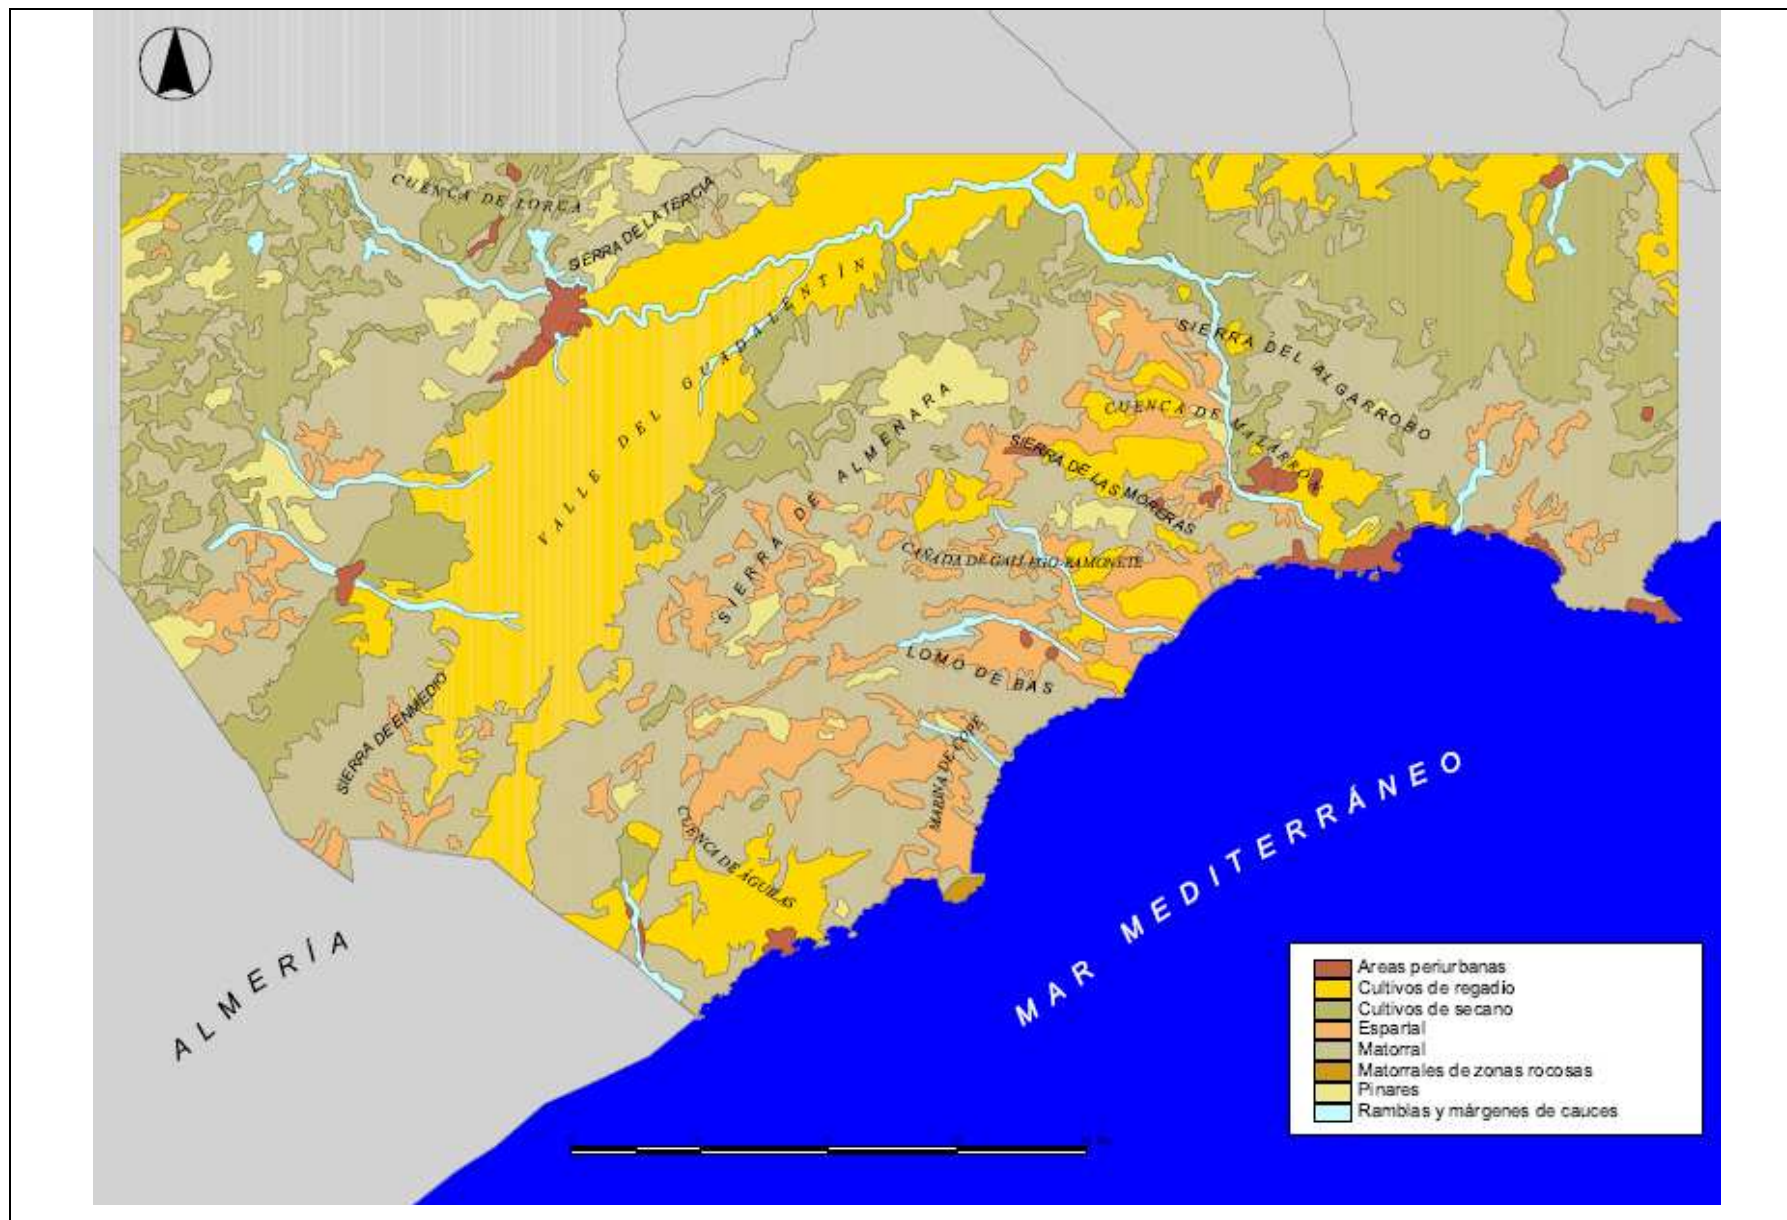 CUENCA DE LORCA
SIERRA DE LA TERCIA
VALLE DEL GUADALENTÍN
SIERRA DEL ALGARROBO
CUENCA DE MAZARRÓN
SIERRA DE ALMENARA
SIERRA DE LAS MORERAS
CAÑADA DE GALLEGO-RAMONETE
LOMO DE BAS
SIERRA DE ENMEDIO
MARINA DE COPE
CUENCA DE ÁGUILAS
MAR MEDITERRÁNEO
ALMERÍA
Areas periurbanas
Cultivos de regadio
Cultivos de secano
Espartal
Matorral
Matorrales de zonas rocosas
Pinares
Ramblas y márgenes de cauces